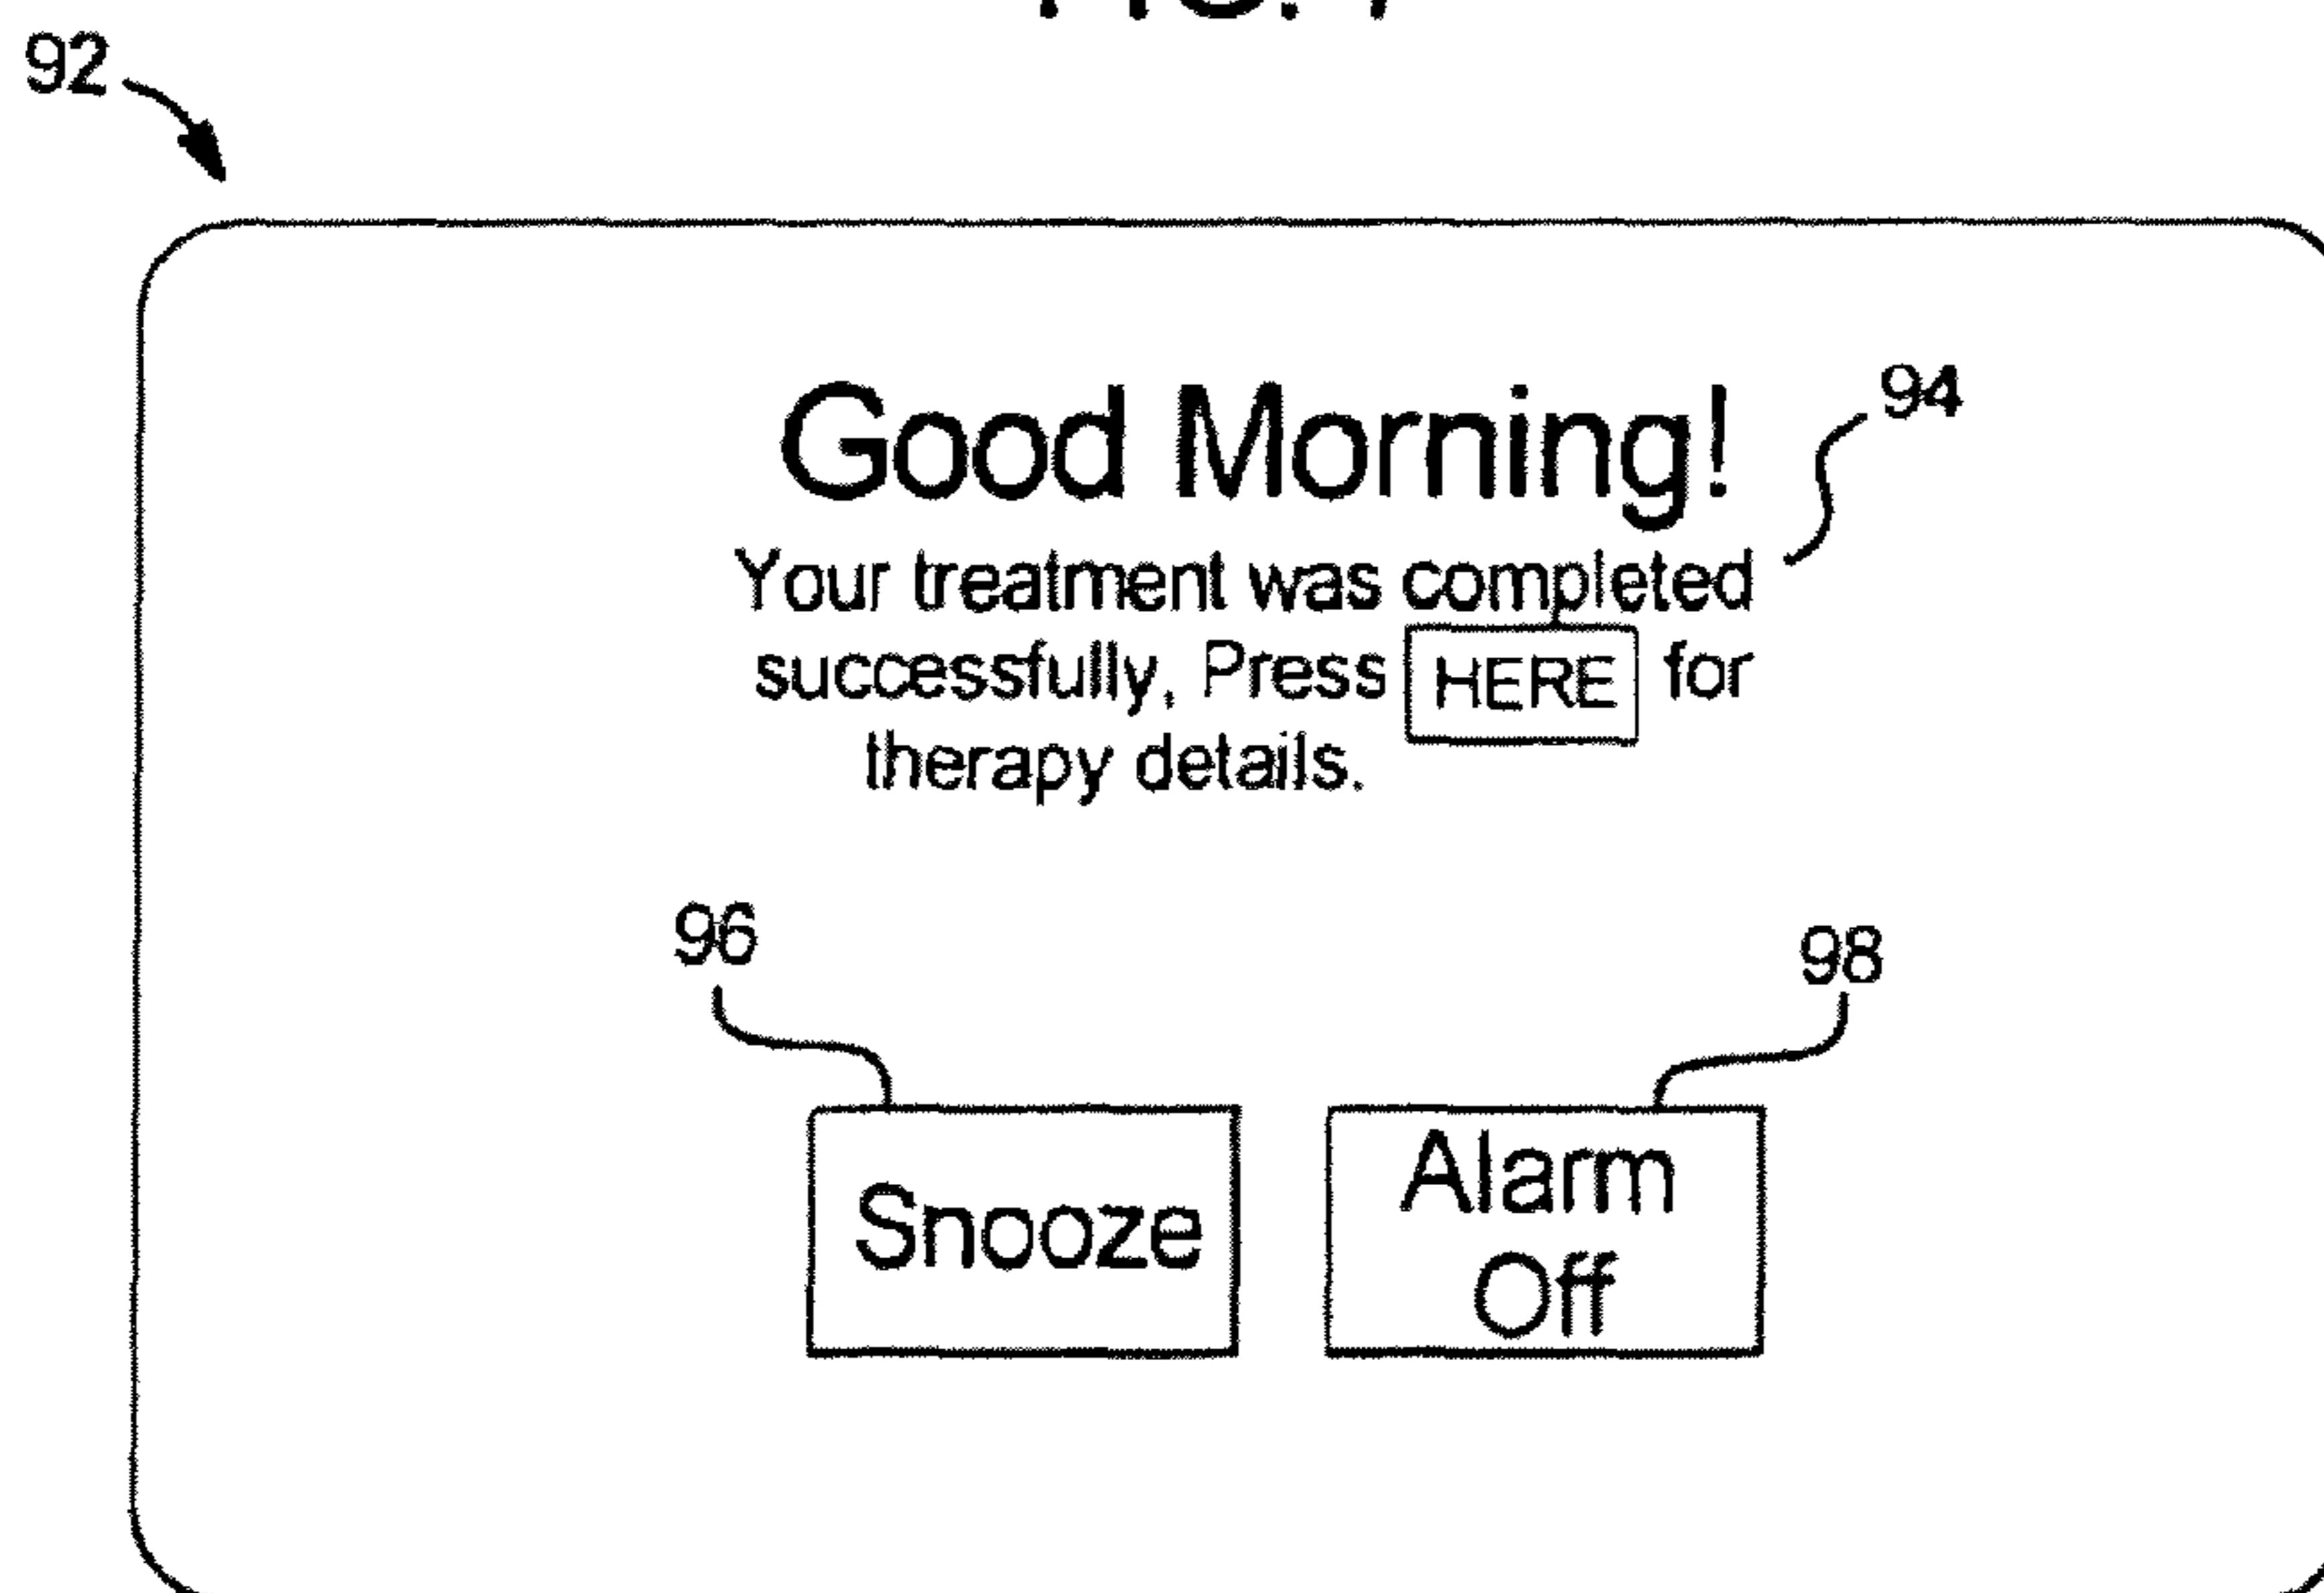 92
Good Morning!
94
Your treatment was completed
successfully, Press HERE for
therapy details.
96
98
Snooze
Alarm
Off